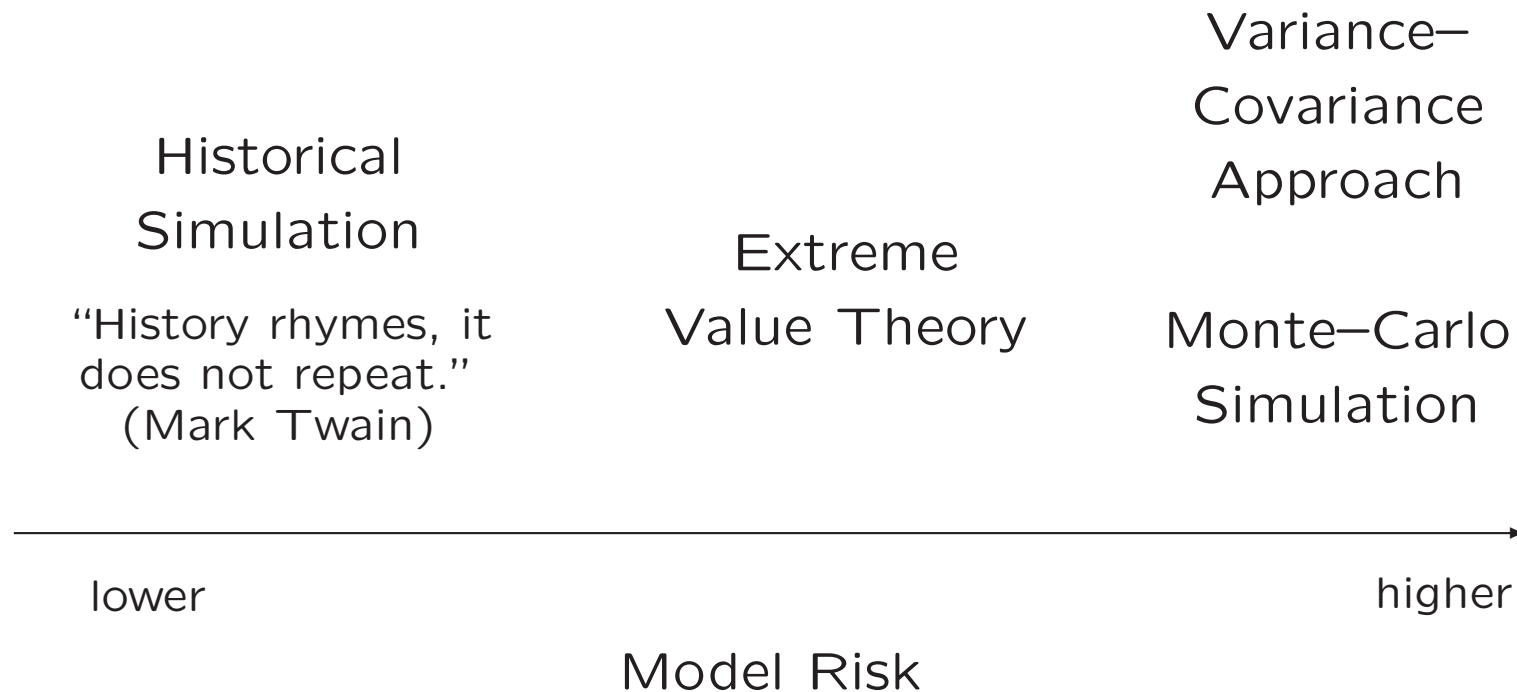 Historical
Simulation
“History rhymes, it
does not repeat.”
(Mark Twain)
Extreme
Value Theory
Variance–
Covariance
Approach
Monte–Carlo
Simulation
lower
higher
Model Risk